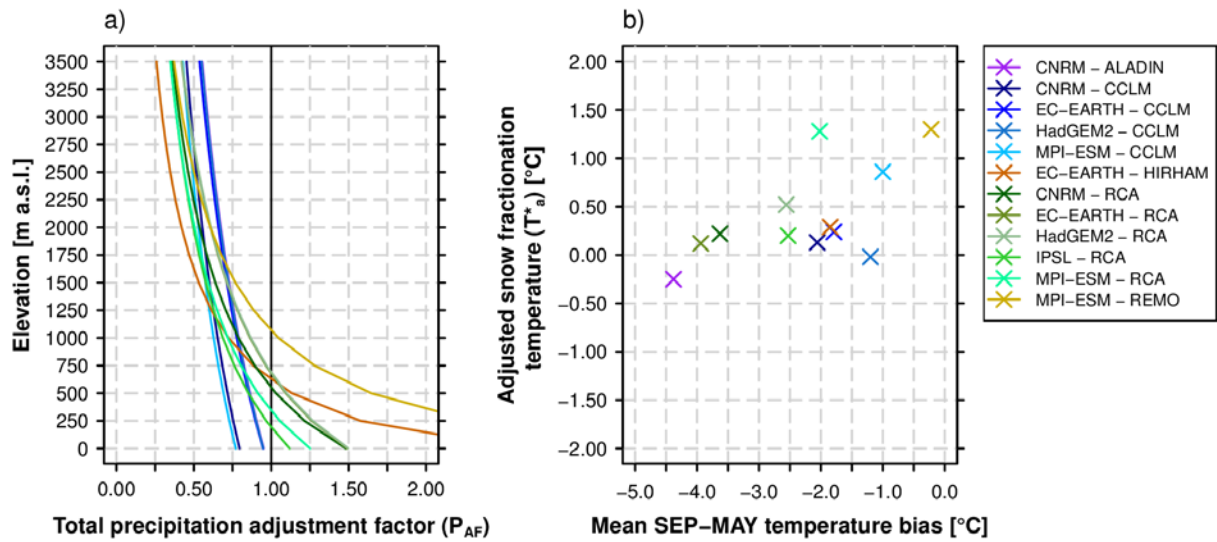 a)
Elevation [m a.s.l.]
3500
3250
3000
2750
2500
2250
2000
1750
1500
1250
1000
750
500
250
0
0.00 0.50 1.00 1.50 2.00
Total precipitation adjustment factor (P_AF)
b)
Adjusted snow fractionation
temperature (T*_a) [°C]
2.00
1.50
1.00
0.50
0.00
−0.50
−1.00
−1.50
−2.00
−5.0 −4.0 −3.0 −2.0 −1.0 0.0
Mean SEP−MAY temperature bias [°C]
CNRM − ALADIN
CNRM − CCLM
EC−EARTH − CCLM
HadGEM2 − CCLM
MPI−ESM − CCLM
EC−EARTH − HIRHAM
CNRM − RCA
EC−EARTH − RCA
HadGEM2 − RCA
IPSL − RCA
MPI−ESM − RCA
MPI−ESM − REMO